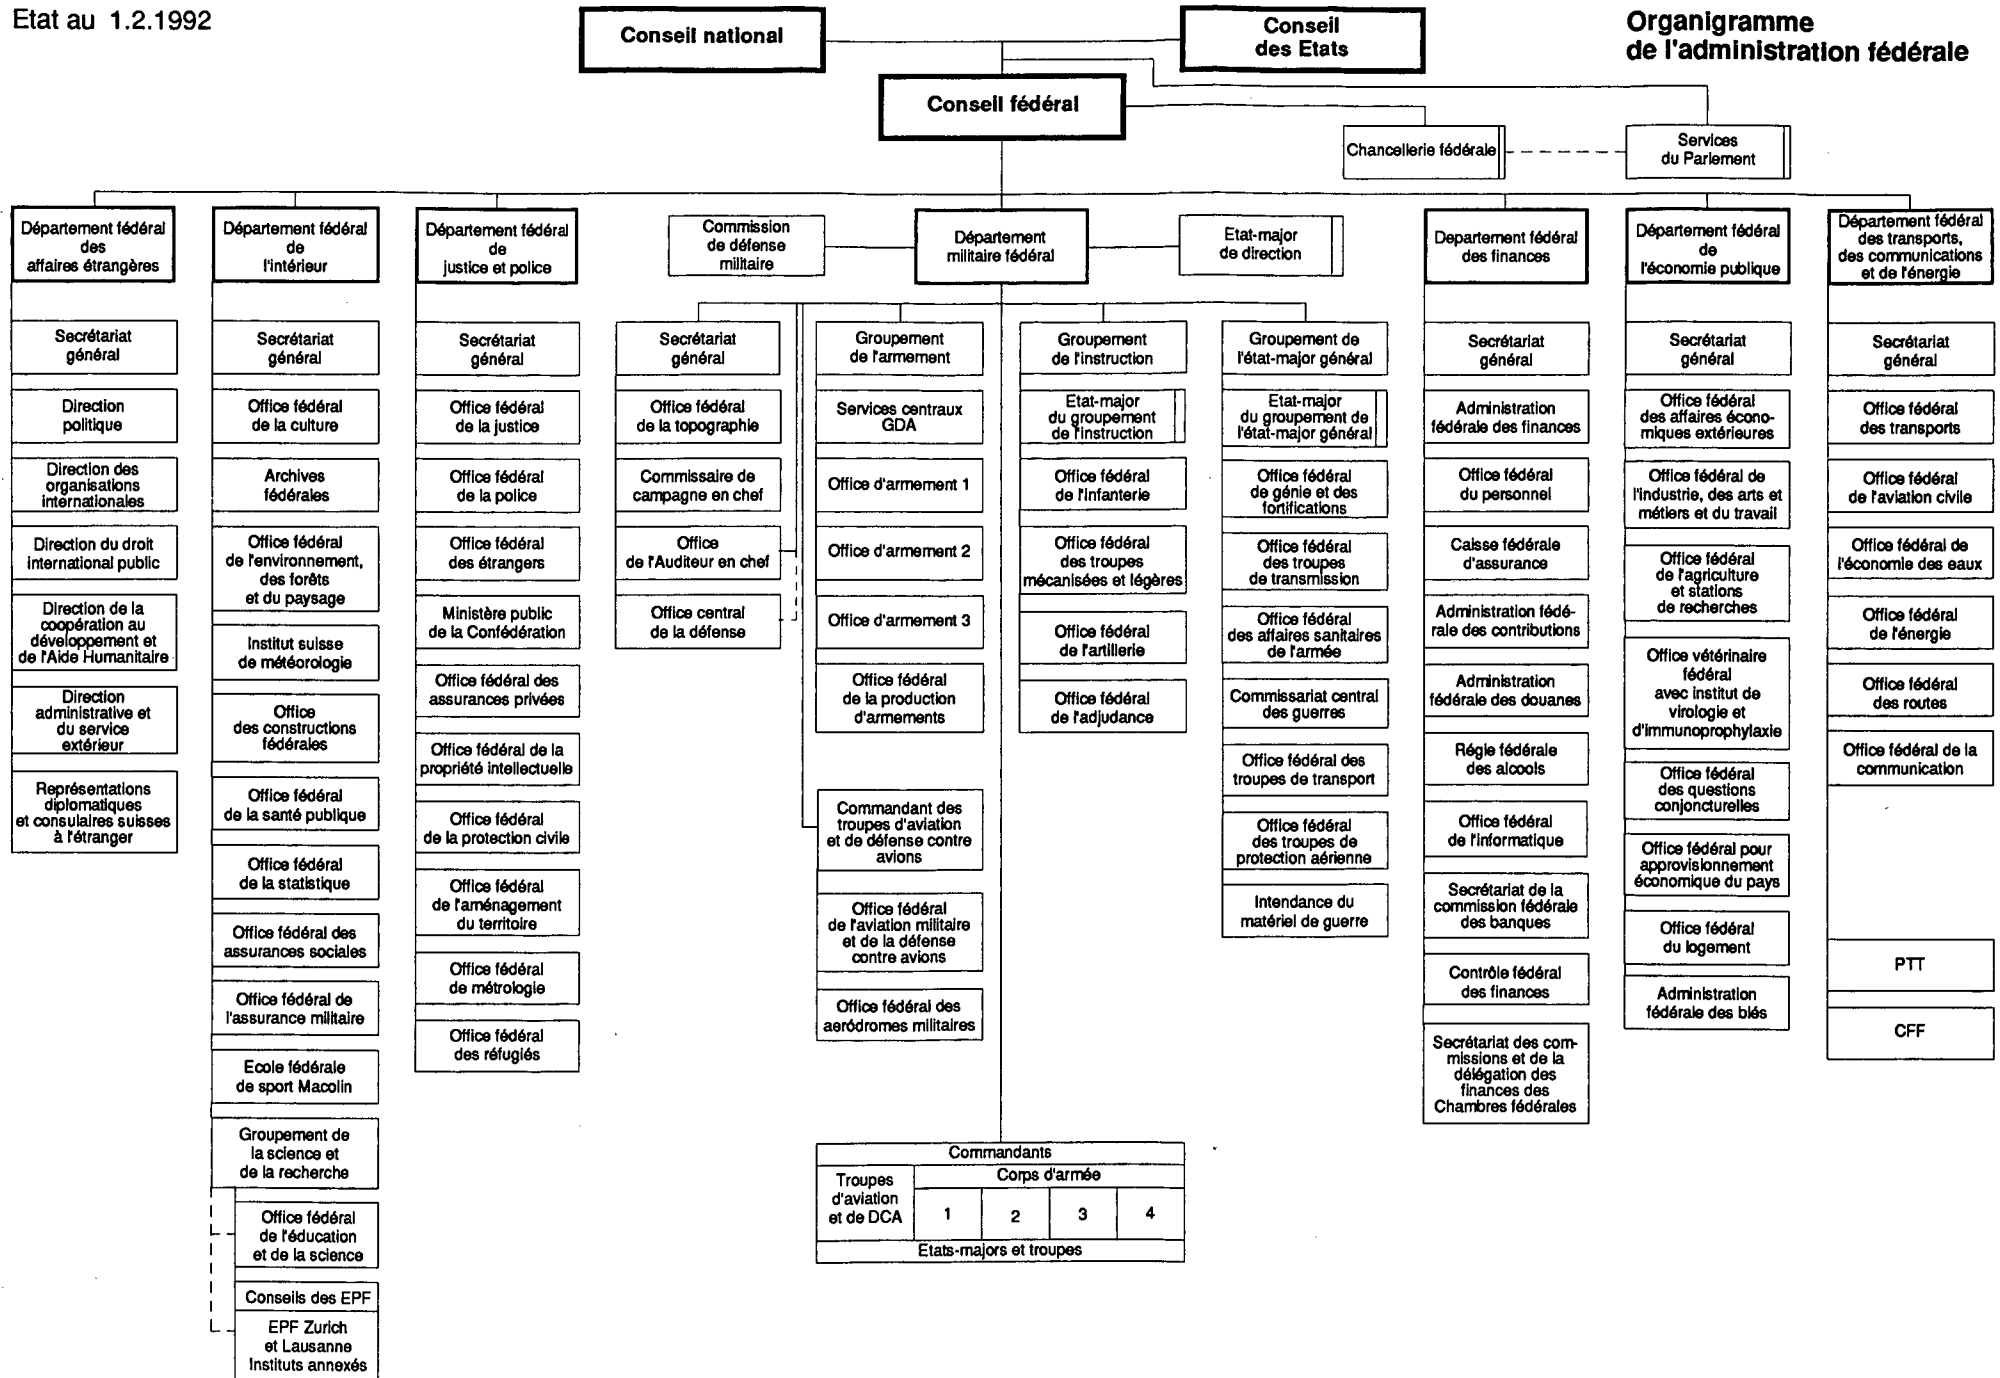 Etat au 1.2.1992
Conseil national
Conseil
des Etats
Organigramme
de l'administration fédérale
Conseil fédéral
Chancellerie fédérale
Services
du Parlement
Département fédéral
des
affaires étrangères
Secrétariat
général
Direction
politique
Direction des
organisations
internationales
Direction du droit
international public
Direction de la
coopération au
développement et
de l'Aide Humanitaire
Direction
administrative et
du service
extérieur
Représentations
diplomatiques
et consulaires suisses
à l'étranger
Département fédéral
de
l'intérieur
Secrétariat
général
Office fédéral
de la culture
Archives
fédérales
Office fédéral
de l'environnement,
des forêts
et du paysage
Institut suisse
de météorologie
Office
des constructions
fédérales
Office fédéral
de la santé publique
Office fédéral
de la statistique
Office fédéral des
assurances sociales
Office fédéral de
l'assurance militaire
Ecole fédérale
de sport Macolin
Groupement de
la science et
de la recherche
Office fédéral
de l'éducation
et de la science
Conseils des EPF
EPF Zurich
et Lausanne
Instituts annexés
Département fédéral
de
justice et police
Secrétariat
général
Office fédéral
de la justice
Office fédéral
de la police
Office fédéral
des étrangers
Ministère public
de la Confédération
Office fédéral des
assurances privées
Office fédéral de la
propriété intellectuelle
Office fédéral
de la protection civile
Office fédéral
de l'aménagement
du territoire
Office fédéral
de métrologie
Office fédéral
des réfugiés
Commission
de défense
militaire
Département
militaire fédéral
Etat-major
de direction
Secrétariat
général
Office fédéral
de la topographie
Commissaire de
campagne en chef
Office
de l'Auditeur en chef
Office central
de la défense
Groupement
de l'armement
Services centraux
GDA
Office d'armement 1
Office d'armement 2
Office d'armement 3
Office fédéral
de la production
d'armements
Commandant des
troupes d'aviation
et de défense contre
avions
Office fédéral
de l'aviation militaire
et de la défense
contre avions
Office fédéral des
aeródromes militaires
Groupement
de l'instruction
Etat-major
du groupement
de l'instruction
Office fédéral
de l'infanterie
Office fédéral
des troupes
mécanisées et légères
Office fédéral
de l'artillerie
Office fédéral
de l'adjudance
Groupement de
l'état-major général
Etat-major
du groupement de
l'état-major général
Office fédéral
de génie et des
fortifications
Office fédéral
des troupes
de transmission
Office fédéral
des affaires sanitaires
de l'armée
Commissariat central
des guerres
Office fédéral des
troupes de transport
Office fédéral
des troupes de
protection aérienne
Intendance du
matériel de guerre
Commandants
Troupes
d'aviation
et de DCA
Corps d'armée
1
2
3
4
Etats-majors et troupes
Departement fédéral
des finances
Secrétariat
général
Administration
fédérale des finances
Office fédéral
du personnel
Caisse fédérale
d'assurance
Administration fédé-
rale des contributions
Administration
fédérale des douanes
Régie fédérale
des alcools
Office fédéral
de l'informatique
Secrétariat de la
commission fédérale
des banques
Contrôle fédéral
des finances
Secrétariat des com-
missions et de la
délégation des
finances des
Chambres fédérales
Département fédéral
de
l'économie publique
Secrétariat
général
Office fédéral
des affaires écono-
miques extérieures
Office fédéral de
l'industrie, des arts et
métiers et du travail
Office fédéral
de l'agriculture
et stations
de recherches
Office vétérinaire
fédéral
avec institut de
virologie et
d'immunoprophylaxie
Office fédéral
des questions
conjoncturelles
Office fédéral pour
approvisionnement
économique du pays
Office fédéral
du logement
Administration
fédérale des blés
Département fédéral
des transports,
des communications
et de l'énergie
Secrétariat
général
Office fédéral
des transports
Office fédéral
de l'aviation civile
Office fédéral de
l'économie des eaux
Office fédéral
de l'énergie
Office fédéral
des routes
Office fédéral de la
communication
PTT
CFF